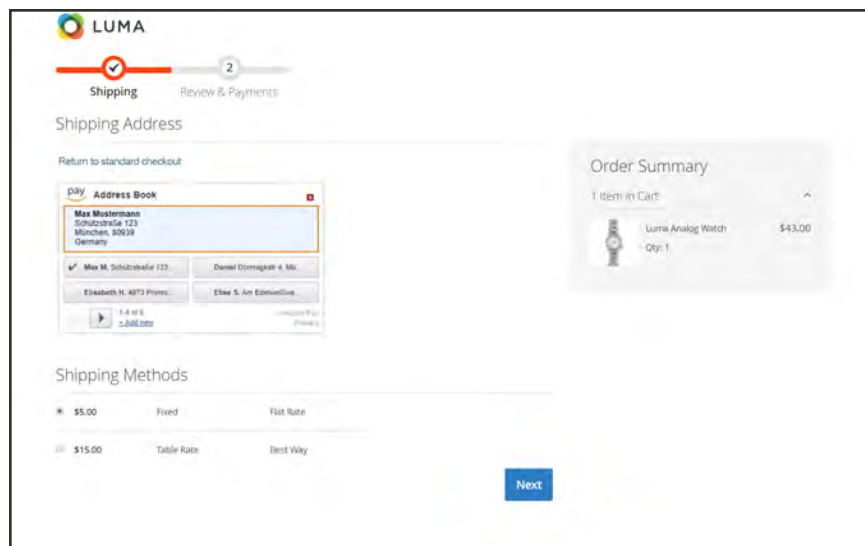 LUMA
2
Shipping
Review & Payments
Shipping Address
Return to standard checkout
pay Address Book
Max Mustermann
Schützstraße 123
München, 80939
Germany
Max M, Schützstraße 123...
Daniel Dormagkstr 4, Mü...
Elisabeth H, 4073
Elise S, Am
1-4 of 6
+ Add new
Privacy
Shipping Methods
$5.00 Fixed Flat Rate
$15.00 Table Rate Best Way
Next
Order Summary
1 Item in Cart
Luma Analog Watch $43.00
Qty: 1